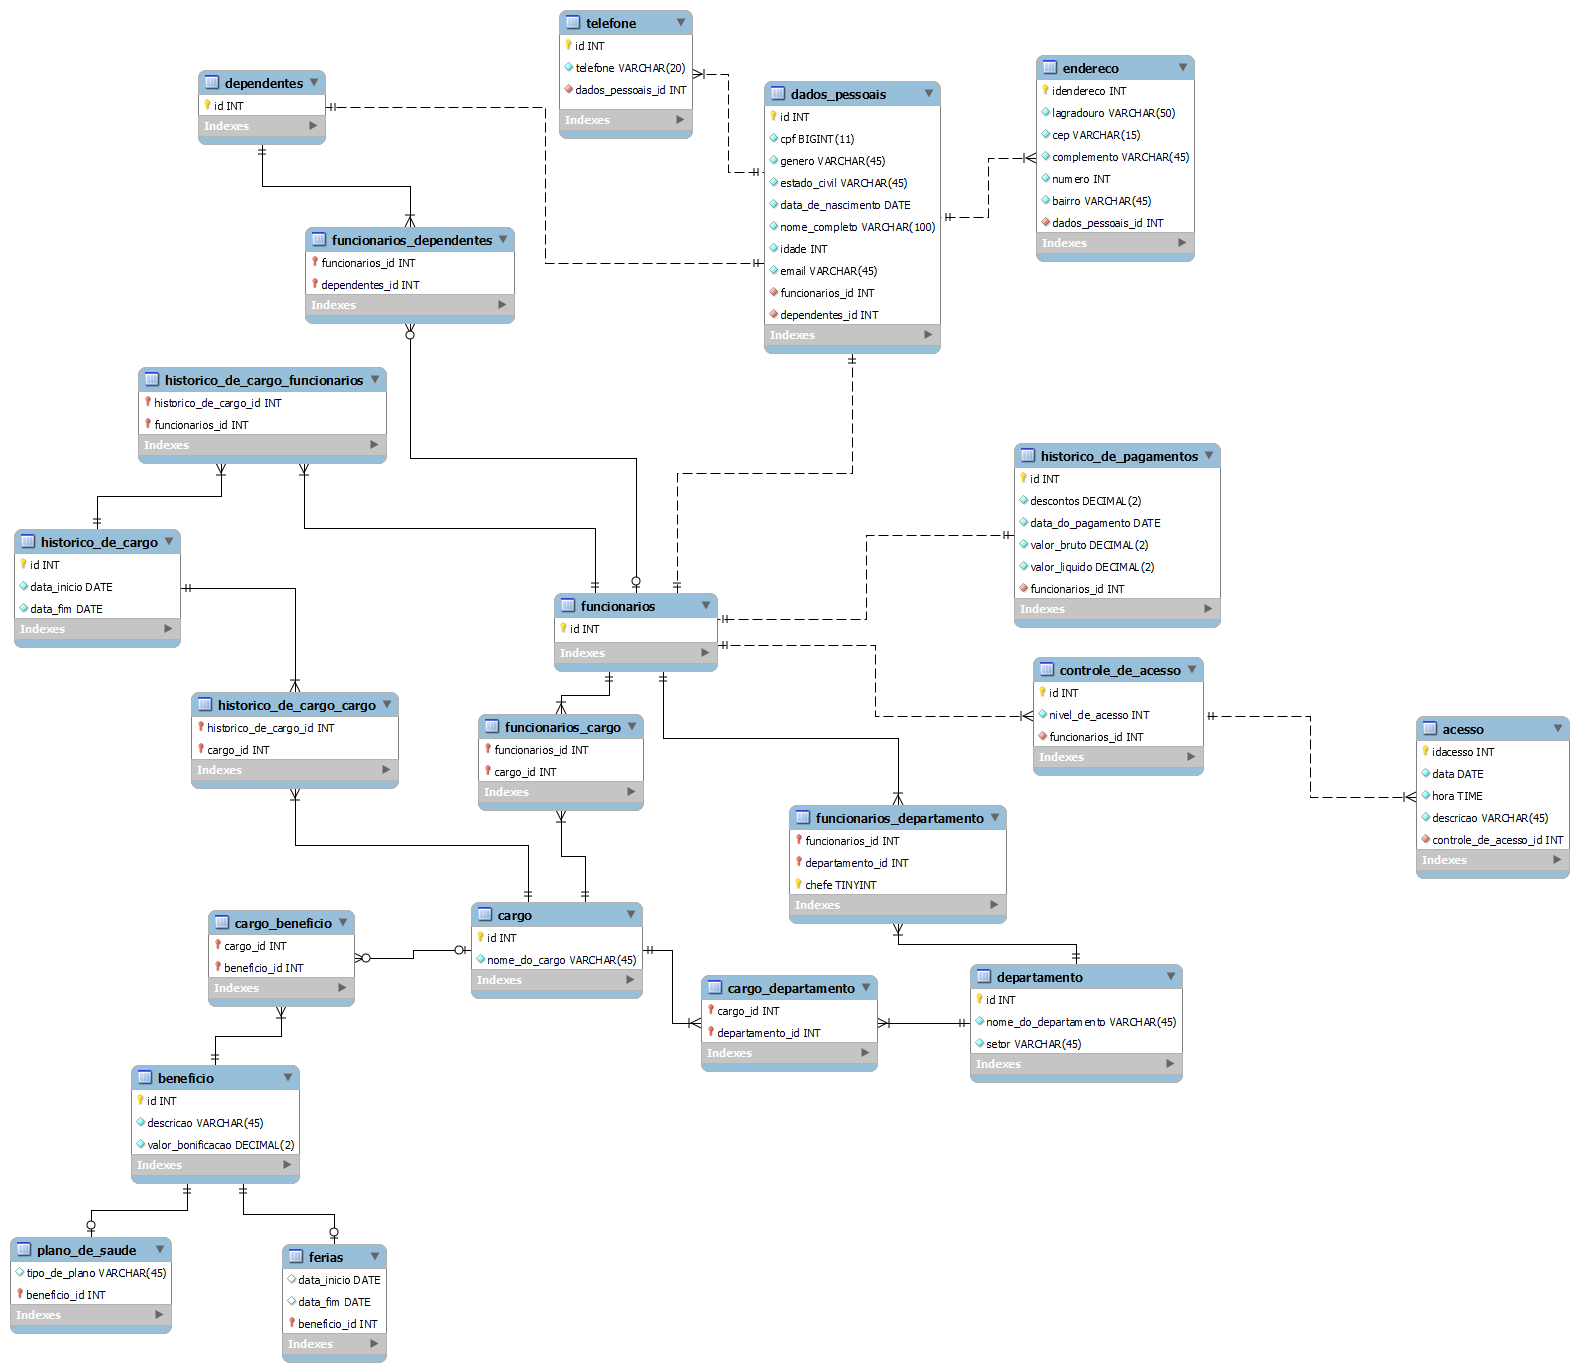 telefone
id INT
telefone VARCHAR(20)
dados_pessoais_id INT
Indexes
dependentes
id INT
Indexes
dados_pessoais
id INT
cpf BIGINT(11)
genero VARCHAR(45)
estado_civil VARCHAR(45)
data_de_nascimento DATE
nome_completo VARCHAR(100)
idade INT
email VARCHAR(45)
funcionarios_id INT
dependentes_id INT
Indexes
endereco
idendereco INT
lagradouro VARCHAR(50)
cep VARCHAR(15)
complemento VARCHAR(45)
numero INT
bairro VARCHAR(45)
dados_pessoais_id INT
Indexes
funcionarios_dependentes
funcionarios_id INT
dependentes_id INT
Indexes
historico_de_cargo_funcionarios
historico_de_cargo_id INT
funcionarios_id INT
Indexes
historico_de_pagamentos
id INT
descontos DECIMAL(2)
data_do_pagamento DATE
valor_bruto DECIMAL(2)
valor_liquido DECIMAL(2)
funcionarios_id INT
Indexes
historico_de_cargo
id INT
data_inicio DATE
data_fim DATE
Indexes
funcionarios
id INT
Indexes
controle_de_acesso
id INT
nivel_de_acesso INT
funcionarios_id INT
Indexes
historico_de_cargo_cargo
historico_de_cargo_id INT
cargo_id INT
Indexes
funcionarios_cargo
funcionarios_id INT
cargo_id INT
Indexes
acesso
idacesso INT
data DATE
hora TIME
descricao VARCHAR(45)
controle_de_acesso_id INT
Indexes
funcionarios_departamento
funcionarios_id INT
departamento_id INT
chefe TINYINT
Indexes
cargo_beneficio
cargo_id INT
beneficio_id INT
Indexes
cargo
id INT
nome_do_cargo VARCHAR(45)
Indexes
cargo_departamento
cargo_id INT
departamento_id INT
Indexes
departamento
id INT
nome_do_departamento VARCHAR(45)
setor VARCHAR(45)
Indexes
beneficio
id INT
descricao VARCHAR(45)
valor_bonificacao DECIMAL(2)
Indexes
plano_de_saude
tipo_de_plano VARCHAR(45)
beneficio_id INT
Indexes
ferias
data_inicio DATE
data_fim DATE
beneficio_id INT
Indexes